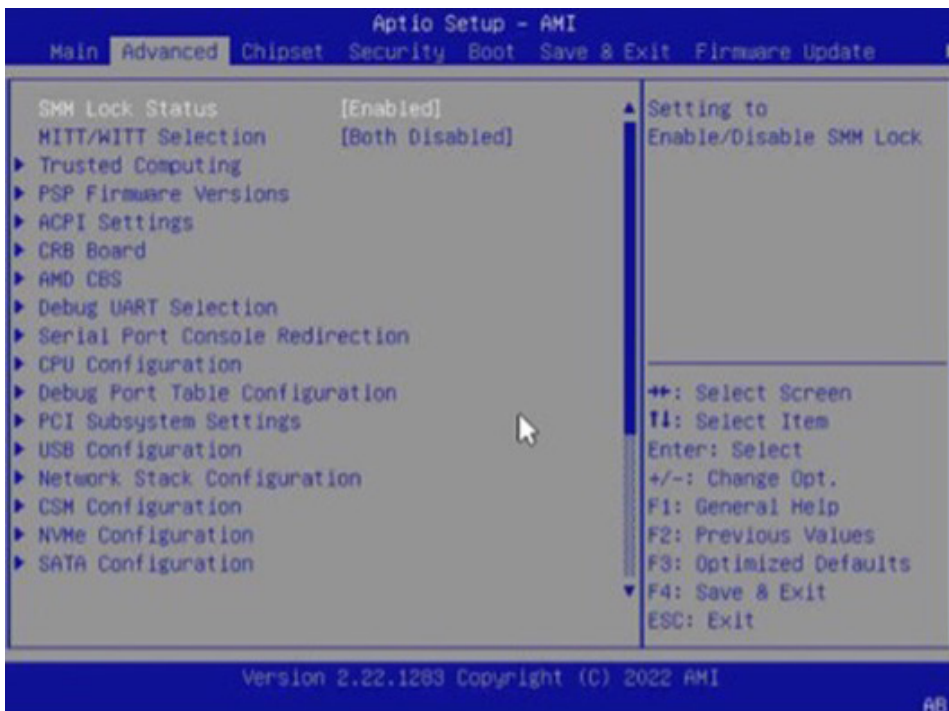 Aptio Setup – AMI
Main Advanced Chipset Security Boot Save & Exit Firmware Update
SMM Lock Status [Enabled]
MITT/WITT Selection [Both Disabled]
Trusted Computing
PSP Firmware Versions
ACPI Settings
CRB Board
AMD CBS
Debug UART Selection
Serial Port Console Redirection
CPU Configuration
Debug Port Table Configuration
PCI Subsystem Settings
USB Configuration
Network Stack Configuration
CSM Configuration
NVMe Configuration
SATA Configuration
Setting to
Enable/Disable SMM Lock
→←: Select Screen
↑↓: Select Item
Enter: Select
+/-: Change Opt.
F1: General Help
F2: Previous Values
F3: Optimized Defaults
F4: Save & Exit
ESC: Exit
Version 2.22.1283 Copyright (C) 2022 AMI
AB